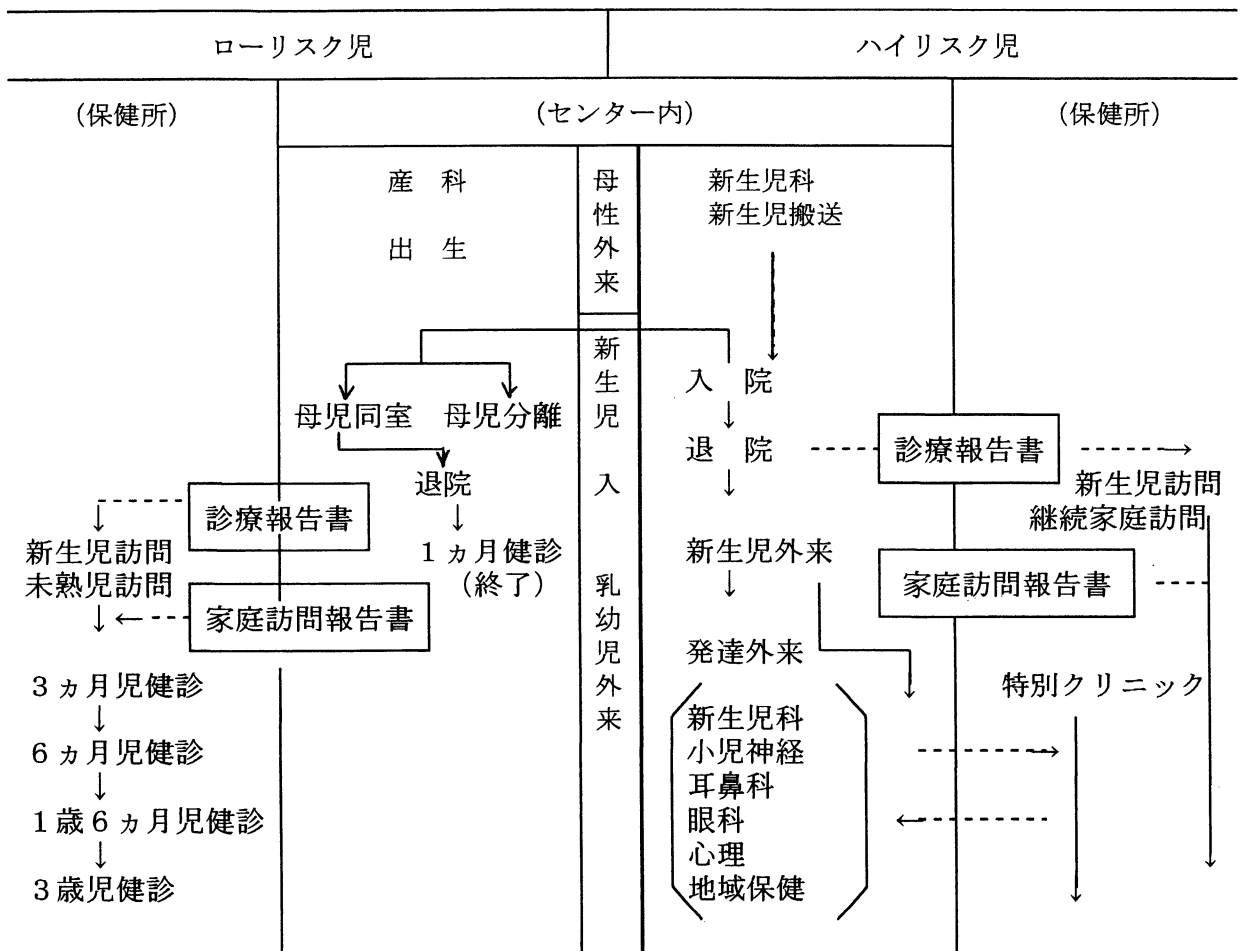 ローリスク児
ハイリスク児
(保健所)
(センター内)
(保健所)
産 科
出 生
母性外来
新生児科
新生児搬送
新生児 入 乳幼児外来
母児同室
母児分離
退院
1ヵ月健診
(終了)
診療報告書
新生児訪問
未熟児訪問
家庭訪問報告書
3ヵ月児健診
6ヵ月児健診
1歳6ヵ月児健診
3歳児健診
入 院
退 院
新生児外来
発達外来
新生児科
小児神経
耳鼻科
眼科
心理
地域保健
診療報告書
新生児訪問
継続家庭訪問
家庭訪問報告書
特別クリニック